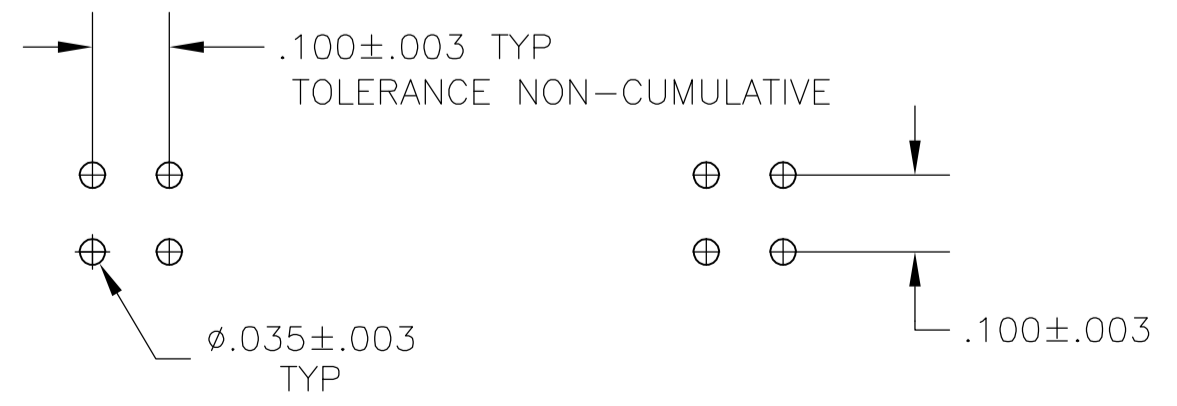 .100±.003 TYP
TOLERANCE NON-CUMULATIVE
⌀.035±.003
TYP
.100±.003